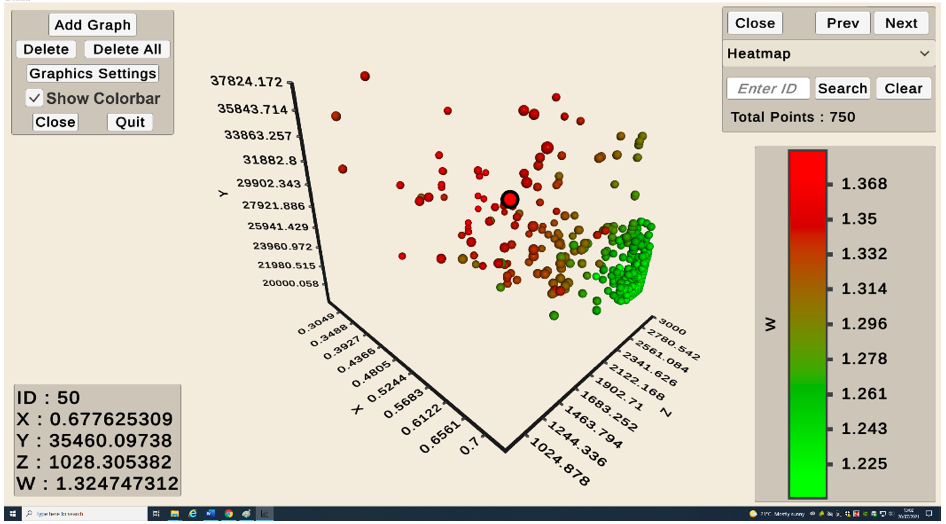 Add Graph
Delete Delete All
Graphics Settings
Show Colorbar
Close Quit
Close Prev Next
Heatmap
Enter ID Search Clear
Total Points : 750
37824.172
35843.714
33863.257
31882.8
29902.343
27921.886
25941.429
23960.972
21980.515
20000.058
Y
0.3049
0.3488
0.3927
0.4366
0.4805
0.5244
0.5683
0.6122
0.6561
0.7
X
3000
2780.542
2561.084
2341.626
2122.168
1902.71
1683.252
1463.794
1244.336
1024.878
Z
1.368
1.35
1.332
1.314
1.296
1.278
1.261
1.243
1.225
W
ID : 50
X : 0.677625309
Y : 35460.09738
Z : 1028.305382
W : 1.324747312
Type here to search
Mostly sunny